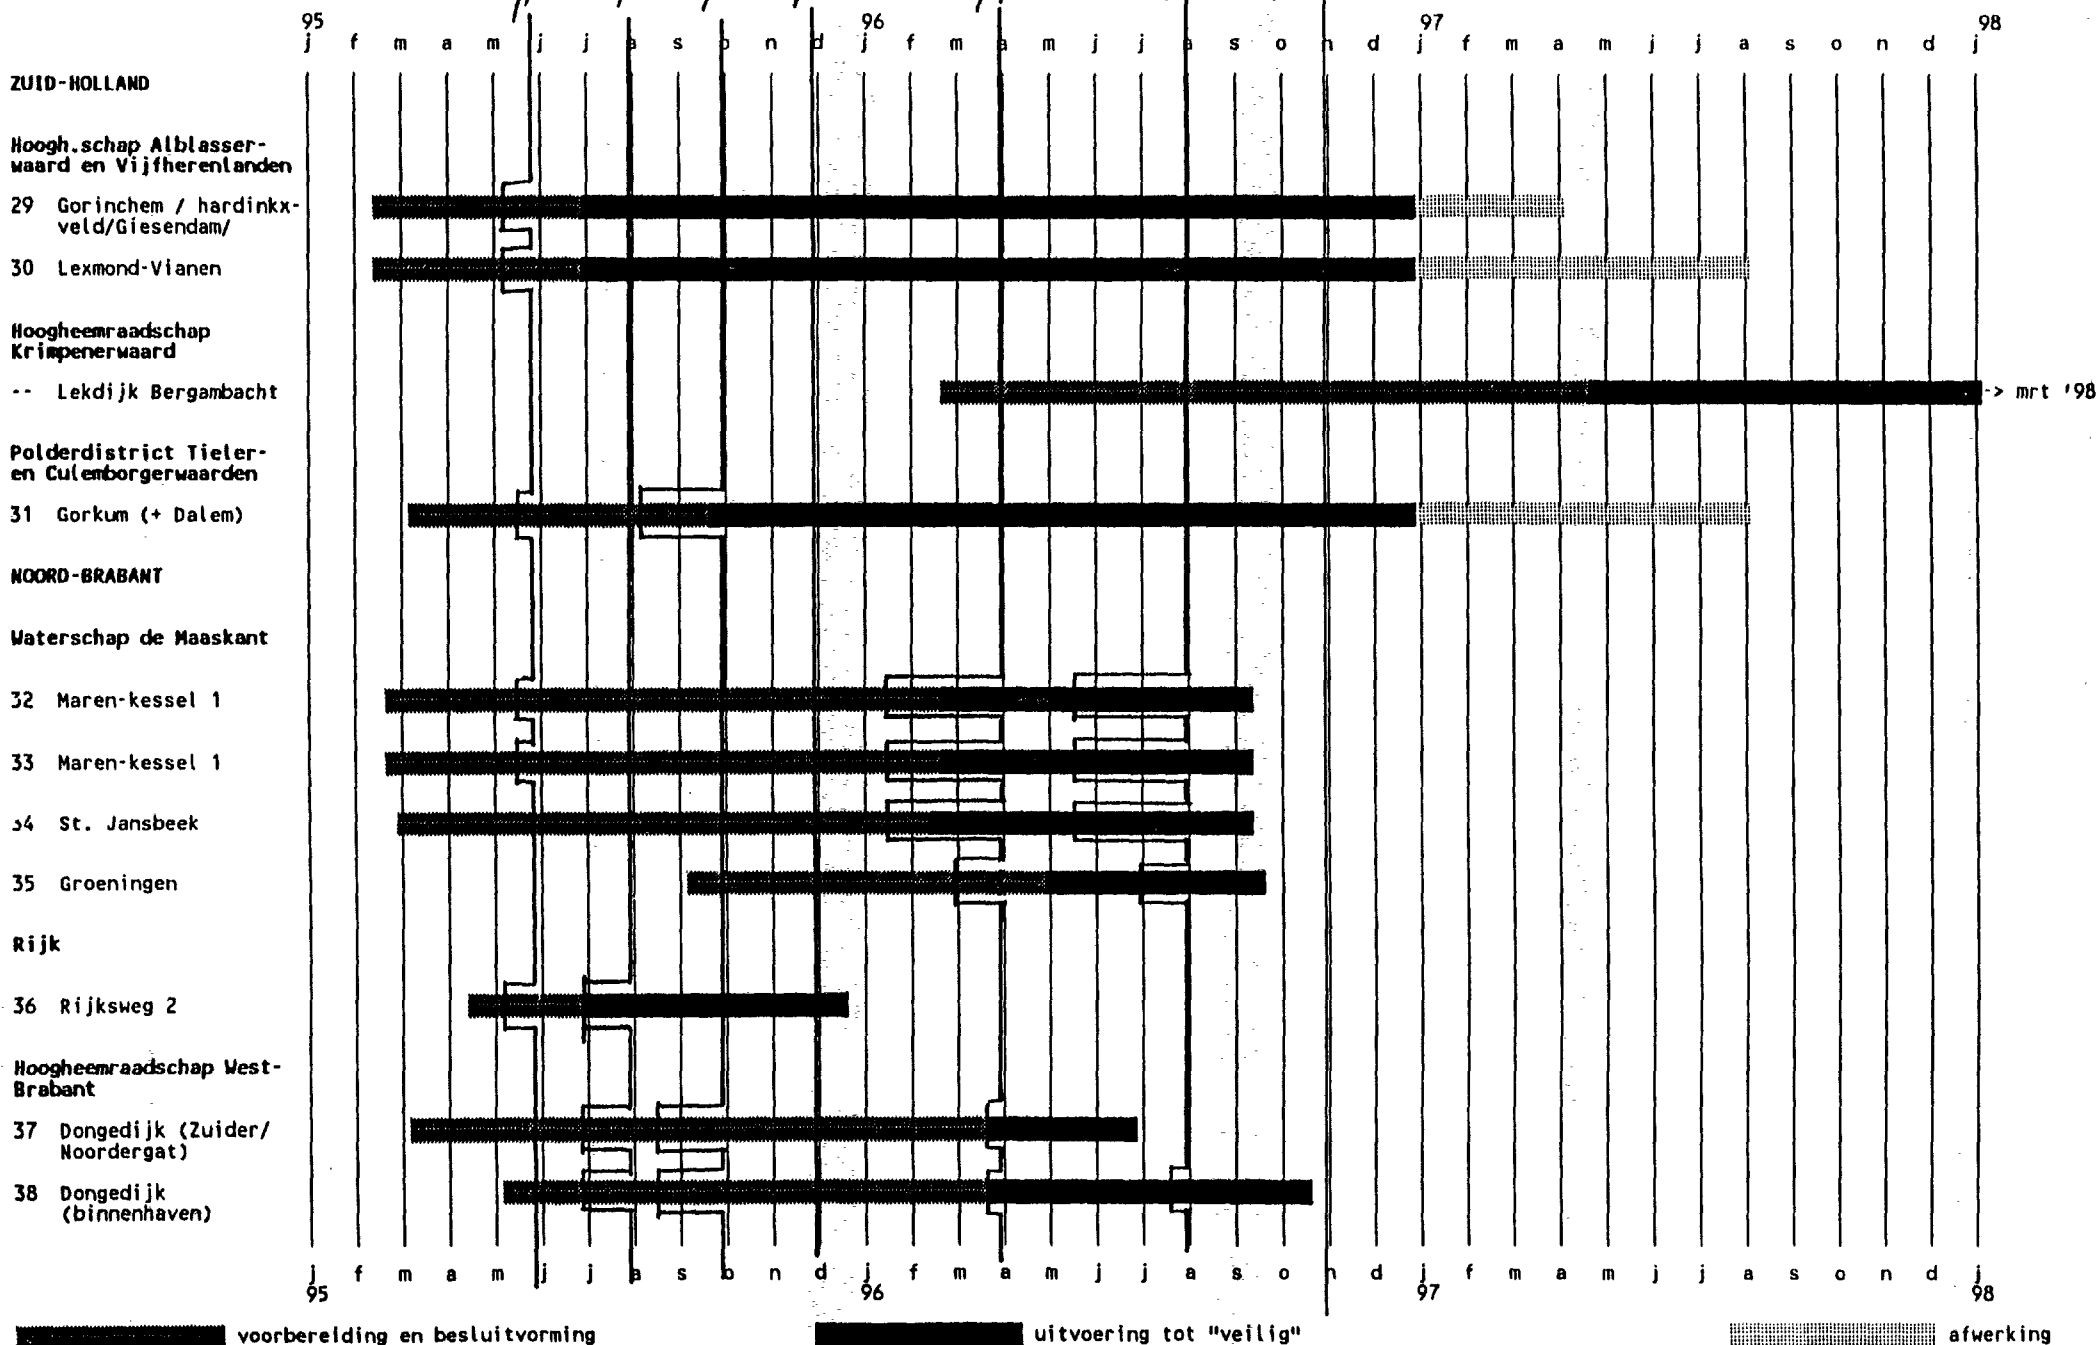 95 96 97 98
j f m a m j j a s o n d j f m a m j j a s o n d j f m a m j j a s o n d j
ZUID-HOLLAND
Hoogh.schap Alblasser-
waard en Vijfherenlanden
29 Gorinchem / hardinkx-
veld/Giesendam/
30 Lexmond-Vianen
Hoogheemraadschap
Krimpenerwaard
-- Lekdijk Bergambacht -> mrt '98
Polderdistrict Tieler-
en Culemborgerwaarden
31 Gorkum (+ Dalem)
NOORD-BRABANT
Waterschap de Maaskant
32 Maren-kessel 1
33 Maren-kessel 1
34 St. Jansbeek
35 Groeningen
Rijk
36 Rijksweg 2
Hoogheemraadschap West-
Brabant
37 Dongedijk (Zuider/
Noordergat)
38 Dongedijk
(binnenhaven)
j f m a m j j a s o n d j f m a m j j a s o n d j f m a m j j a s o n d j
95 96 97 98
voorbereiding en besluitvorming uitvoering tot "veilig" afwerking